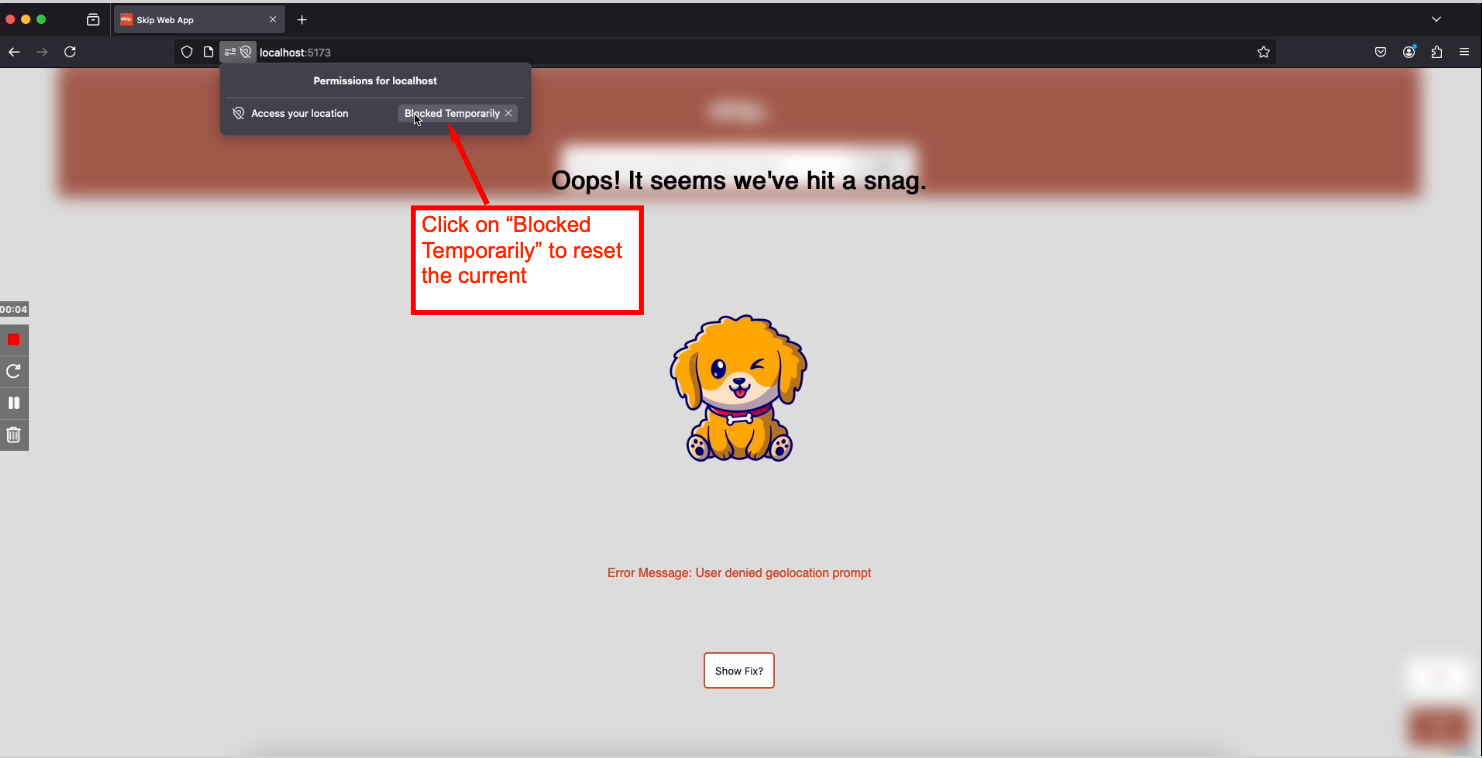 skip.
Skip Web App
localhost:5173
Permissions for localhost
Access your location
Blocked Temporarily
Oops! It seems we've hit a snag.
Click on “Blocked
Temporarily” to reset
the current
00:04
Error Message: User denied geolocation prompt
Show Fix?